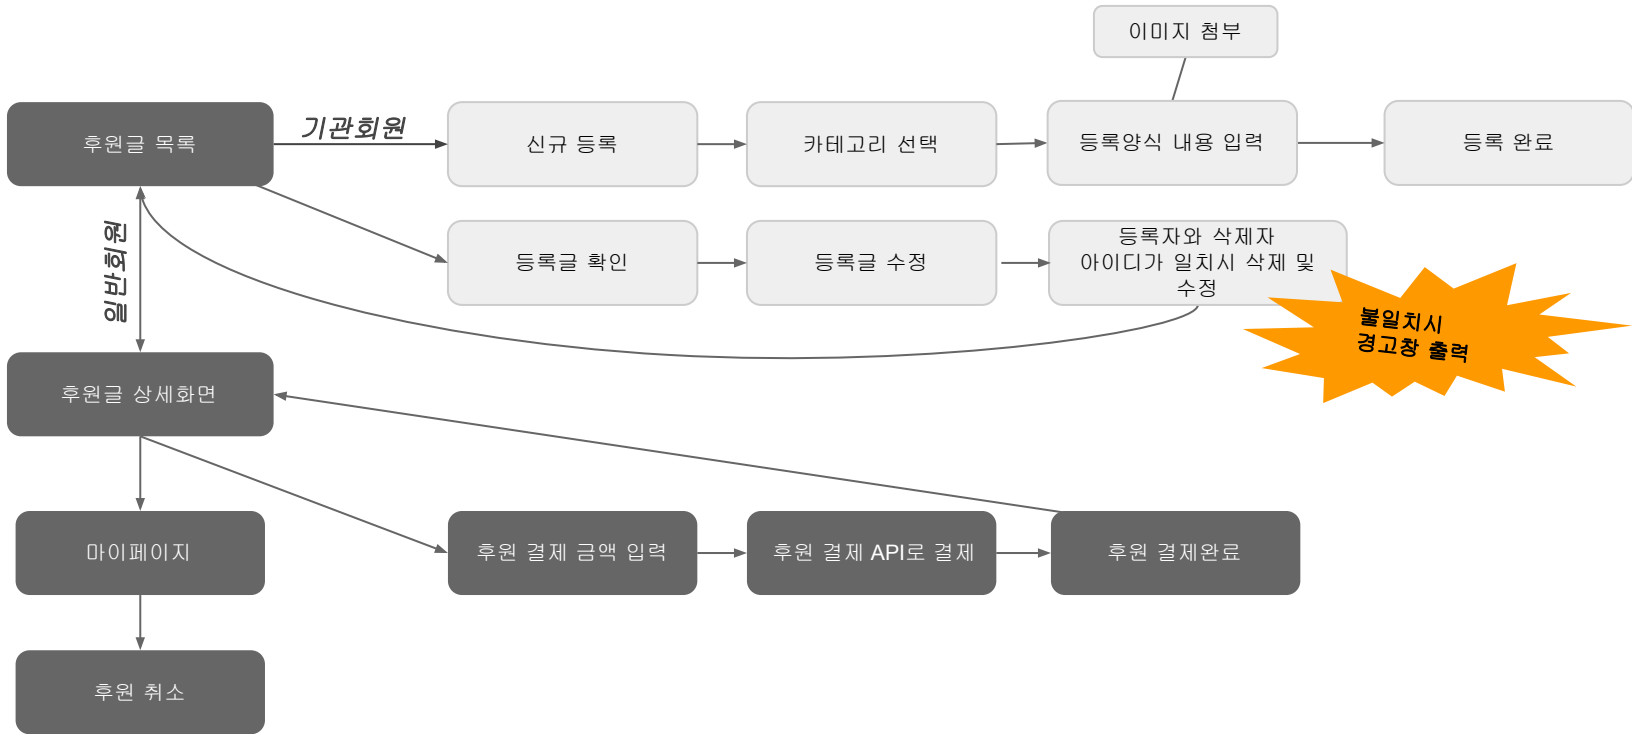 이미지 첨부
후원글 목록
기관회원
신규 등록
카테고리 선택
등록양식 내용 입력
등록 완료
일반회원
등록글 확인
등록글 수정
등록자와 삭제자
아이디가 일치시 삭제 및
수정
불일치시
경고창 출력
후원글 상세화면
마이페이지
후원 결제 금액 입력
후원 결제 API로 결제
후원 결제완료
후원 취소